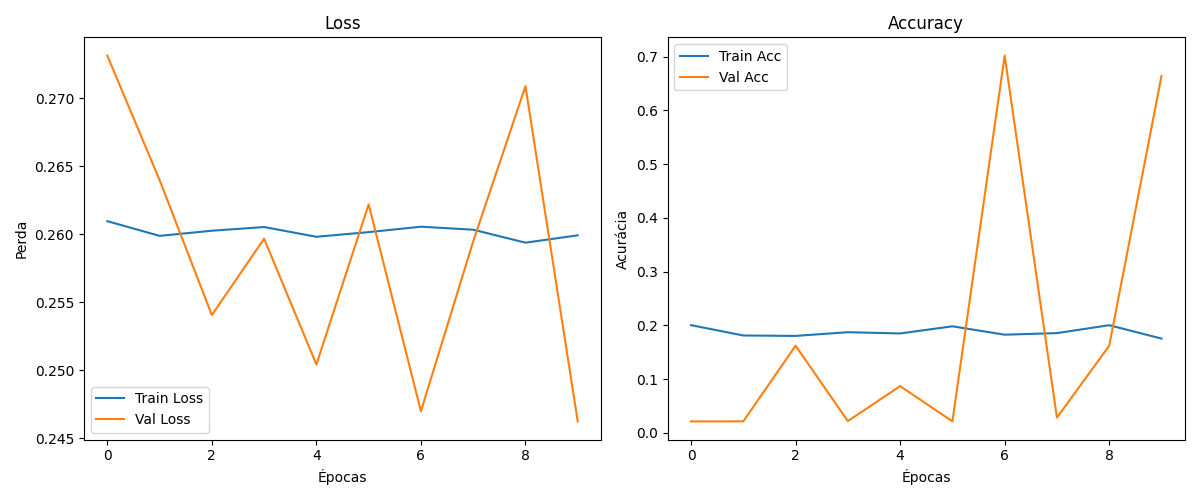 Loss
0.270
0.265
0.260
0.255
0.250
0.245
Perda
Train Loss
Val Loss
0 2 4 6 8
Épocas
Accuracy
Train Acc
Val Acc
0.7
0.6
0.5
0.4
0.3
0.2
0.1
0.0
Acurácia
0 2 4 6 8
Épocas